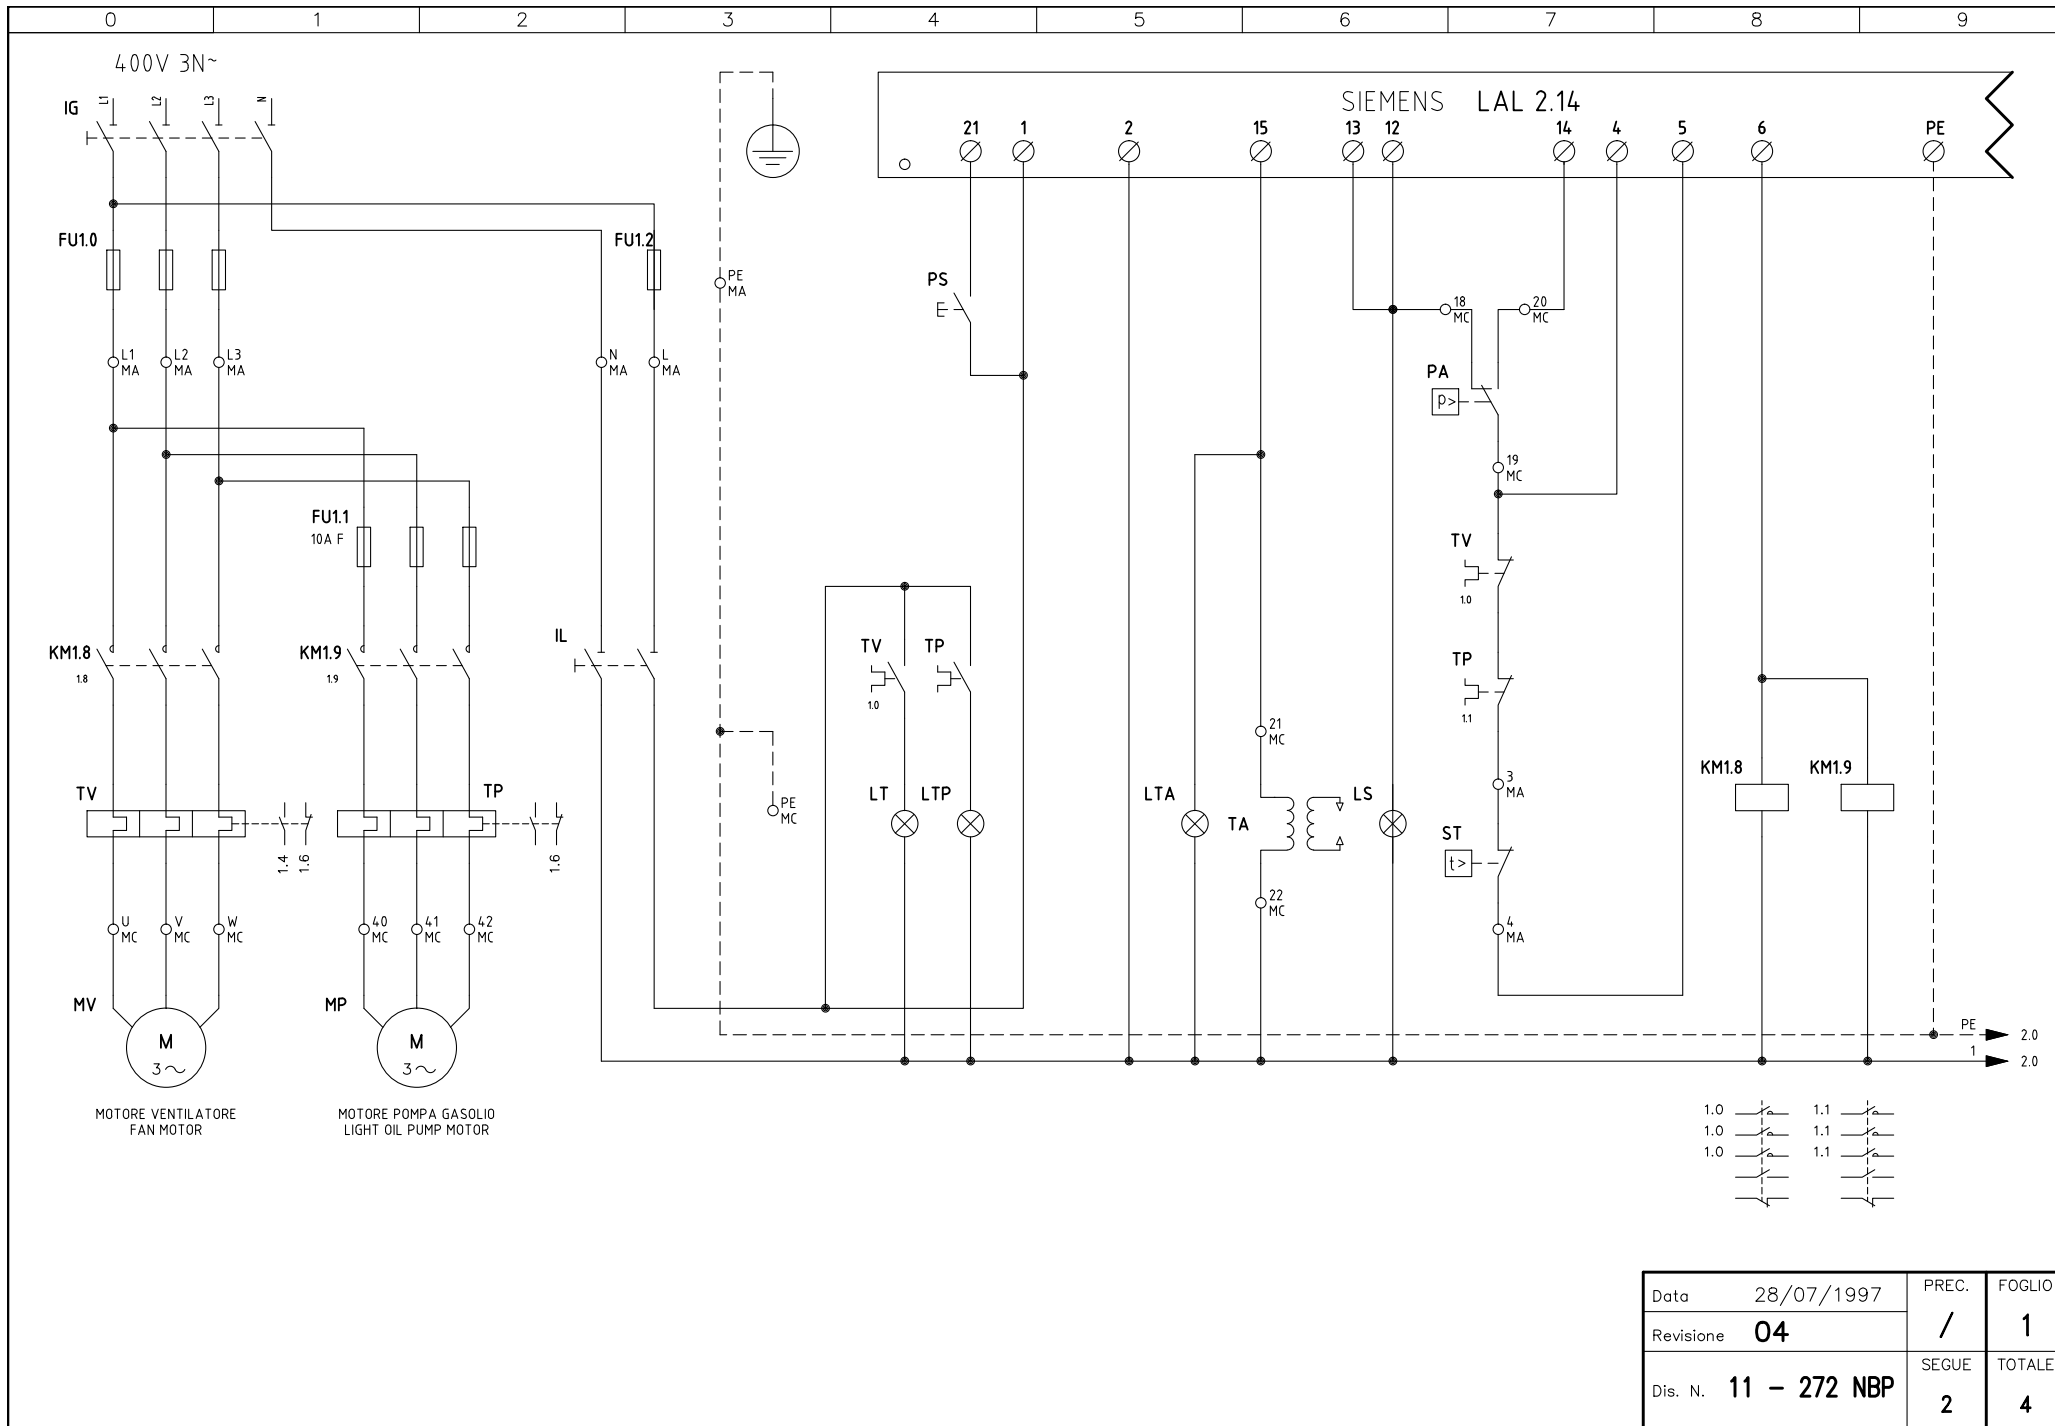 0 1 2 3 4 5 6 7 8 9
400V 3N~
IG
L1 L2 L3 N
SIEMENS LAL 2.14
21 1 2 15 13 12 14 4 5 6 PE
FU1.0
FU1.2
PE
MA
PS
18
MC
20
MC
L1
MA
L2
MA
L3
MA
N
MA
L
MA
PA
p>
19
MC
FU1.1
10A F
TV
1.0
KM1.8
1.8
KM1.9
1.9
IL
TV
1.0
TP
TP
1.1
21
MC
3
MA
KM1.8
KM1.9
TV
TP
PE
MC
LT
LTP
LTA
TA
LS
ST
t>
1.4
1.6
1.6
22
MC
U
MC
V
MC
W
MC
40
MC
41
MC
42
MC
4
MA
MV
MP
M
3~
M
3~
PE 2.0
1 2.0
MOTORE VENTILATORE
FAN MOTOR
MOTORE POMPA GASOLIO
LIGHT OIL PUMP MOTOR
1.0 1.1
1.0 1.1
1.0 1.1
Data 28/07/1997
PREC.
/
FOGLIO
1
Revisione 04
Dis. N. 11 - 272 NBP
SEGUE
2
TOTALE
4